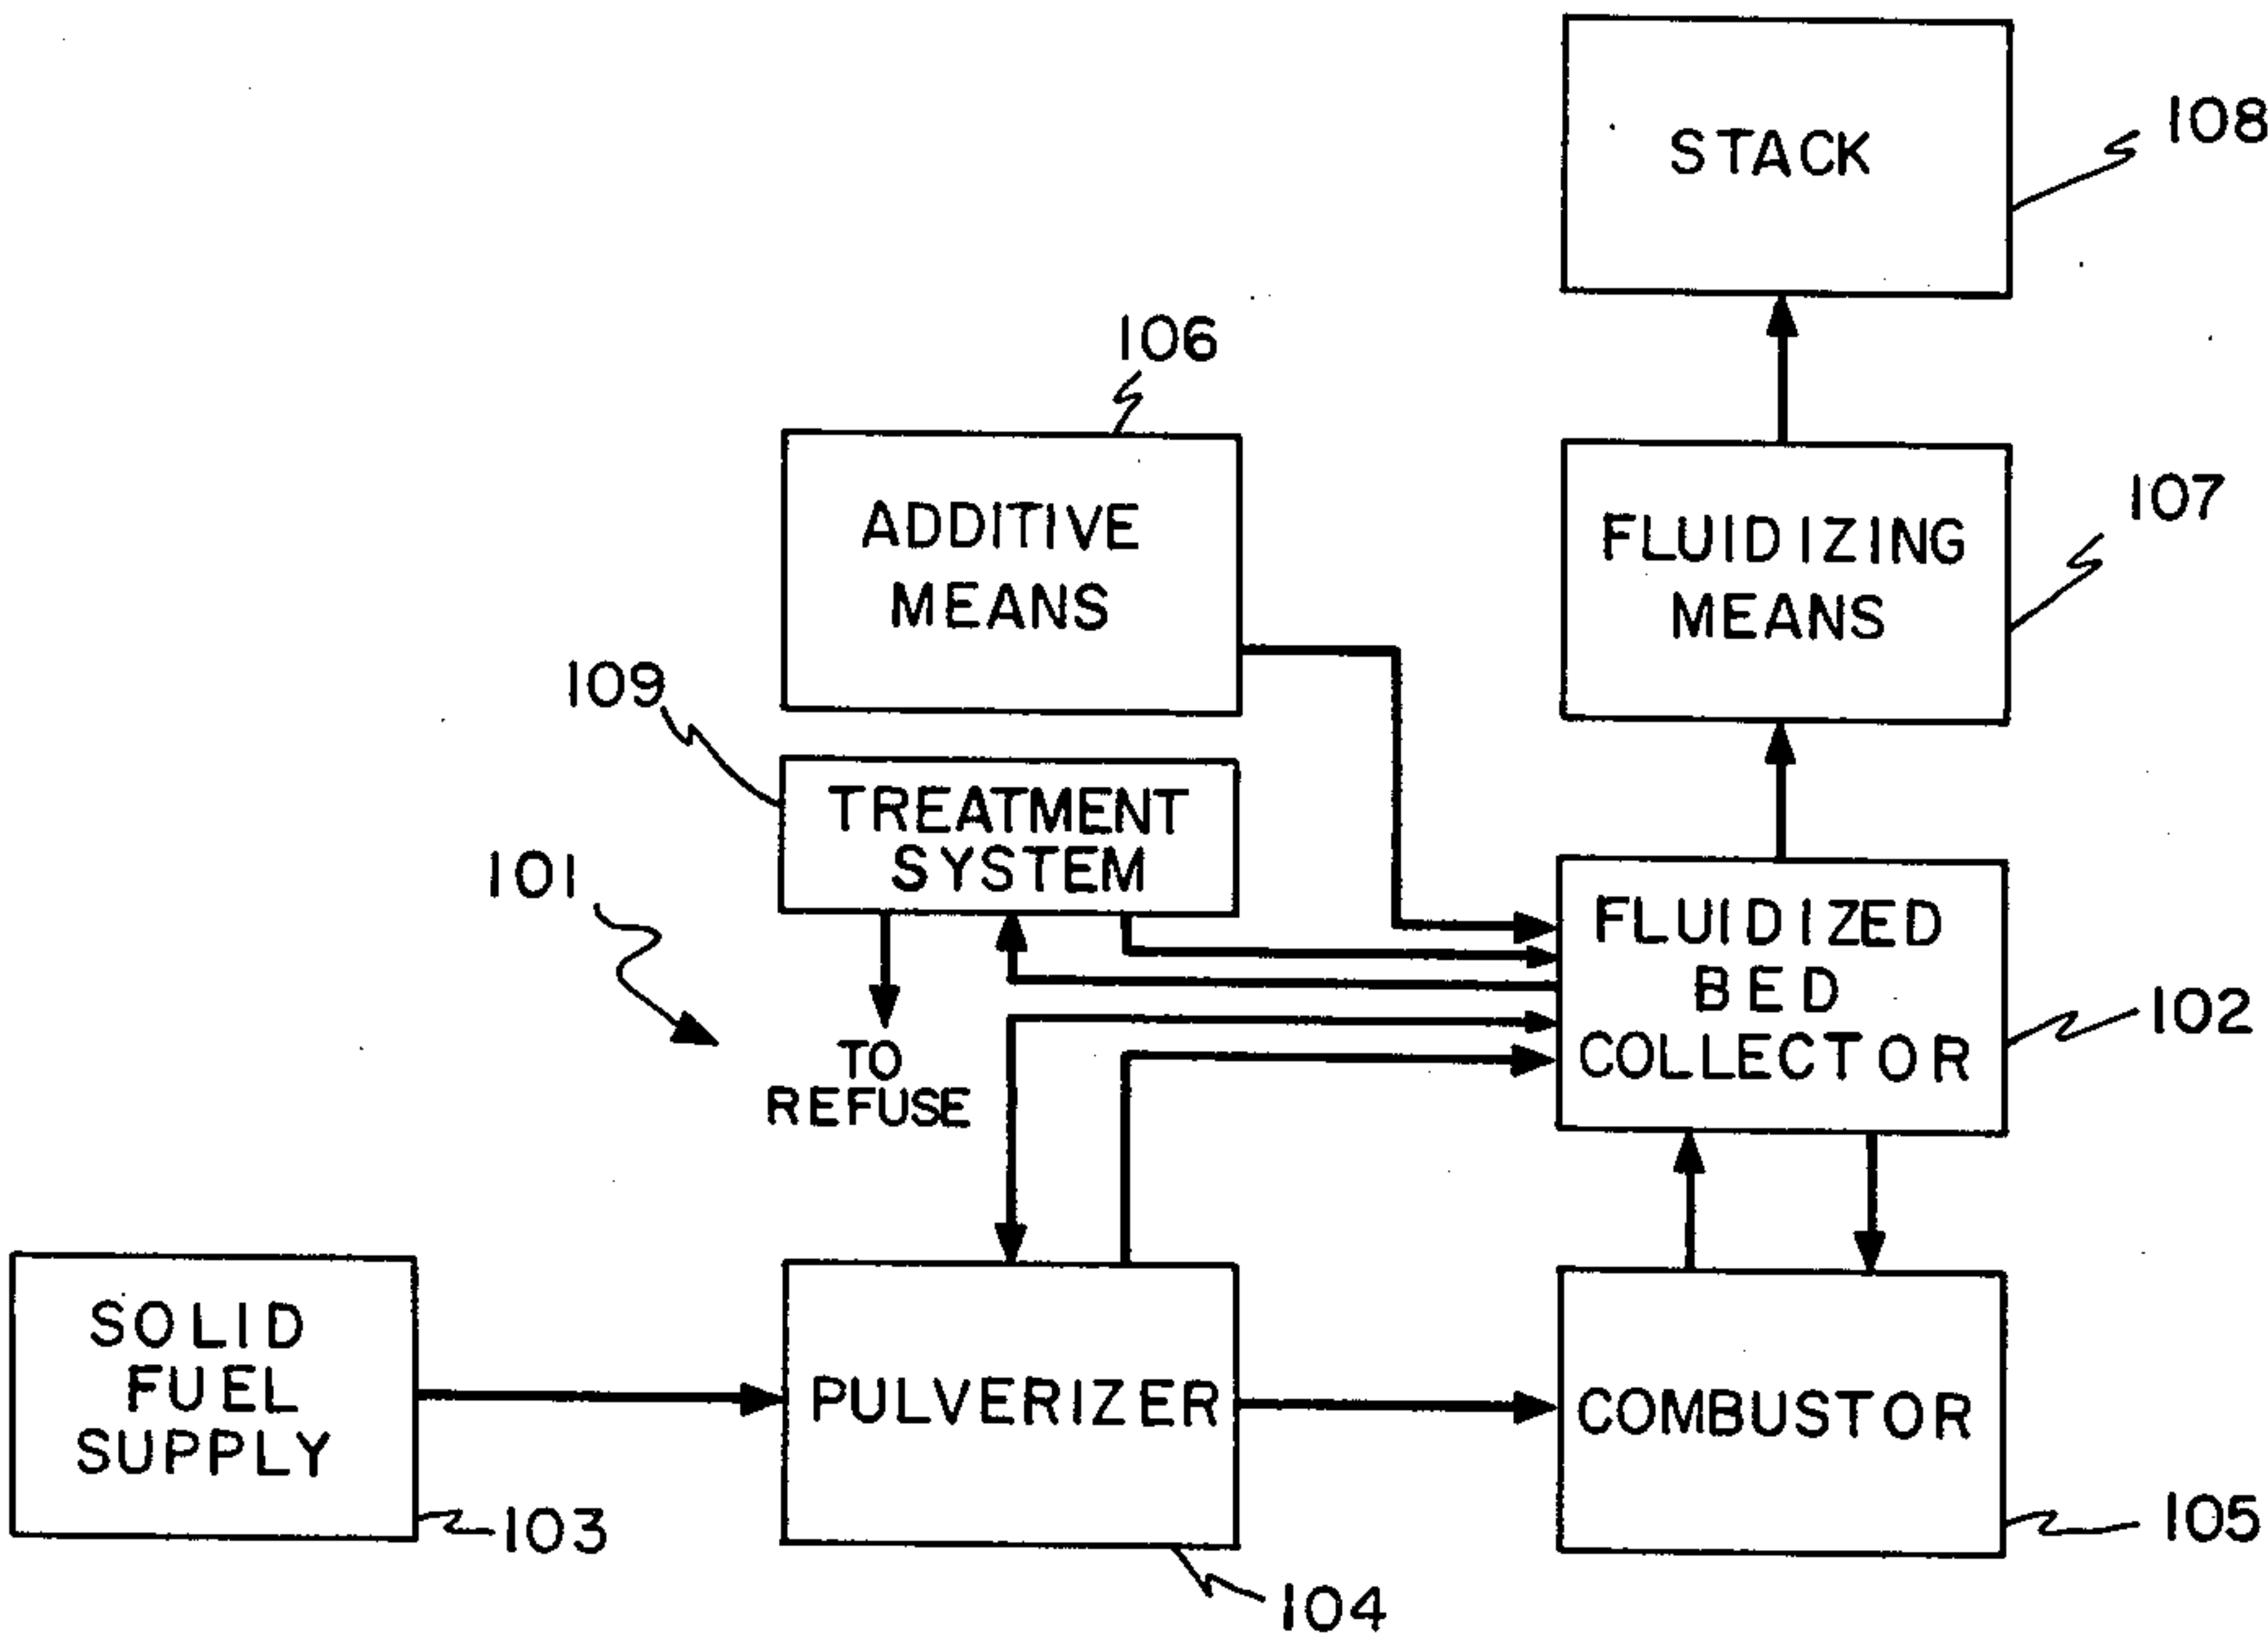 STACK
108
106
ADDITIVE
MEANS
FLUIDIZING
MEANS
107
109
TREATMENT
SYSTEM
101
FLUIDIZED
BED
COLLECTOR
102
TO
REFUSE
SOLID
FUEL
SUPPLY
103
PULVERIZER
104
COMBUSTOR
105